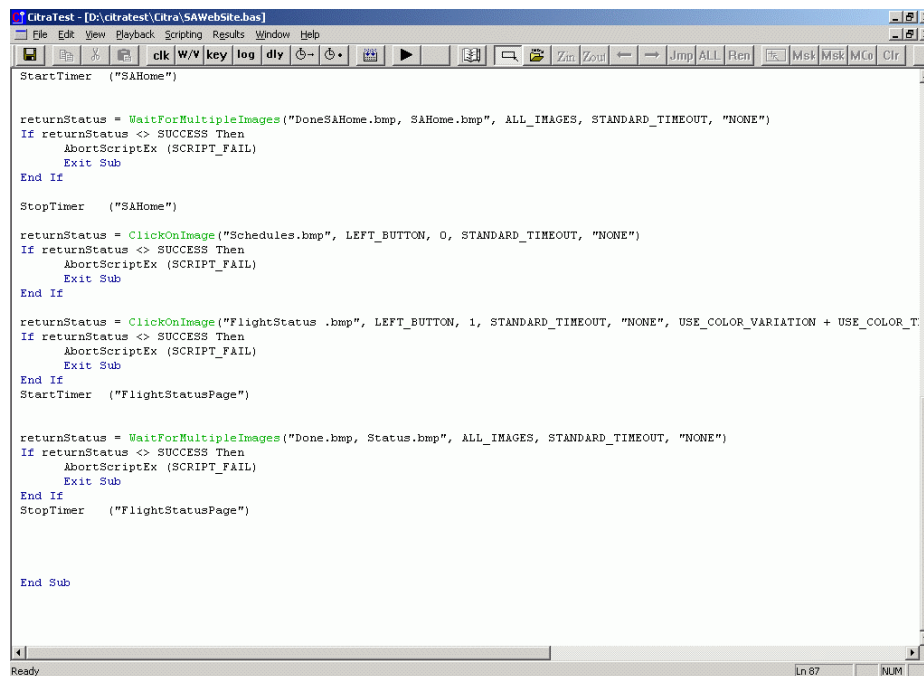 CitraTest - [D:\citratest\Citra\SAWebSite.bas]
File Edit View Playback Scripting Results Window Help
clk W/V key log dly Zin Zout Jmp ALL Ren Msk Msk MCo Clr
StartTimer ("SAHome")
returnStatus = WaitForMultipleImages("DoneSAHome.bmp, SAHome.bmp", ALL_IMAGES, STANDARD_TIMEOUT, "NONE")
If returnStatus <> SUCCESS Then
AbortScriptEx (SCRIPT_FAIL)
Exit Sub
End If
StopTimer ("SAHome")
returnStatus = ClickOnImage("Schedules.bmp", LEFT_BUTTON, 0, STANDARD_TIMEOUT, "NONE")
If returnStatus <> SUCCESS Then
AbortScriptEx (SCRIPT_FAIL)
Exit Sub
End If
returnStatus = ClickOnImage("FlightStatus .bmp", LEFT_BUTTON, 1, STANDARD_TIMEOUT, "NONE", USE_COLOR_VARIATION + USE_COLOR_T
If returnStatus <> SUCCESS Then
AbortScriptEx (SCRIPT_FAIL)
Exit Sub
End If
StartTimer ("FlightStatusPage")
returnStatus = WaitForMultipleImages("Done.bmp, Status.bmp", ALL_IMAGES, STANDARD_TIMEOUT, "NONE")
If returnStatus <> SUCCESS Then
AbortScriptEx (SCRIPT_FAIL)
Exit Sub
End If
StopTimer ("FlightStatusPage")
End Sub
Ready Ln 87 NUM